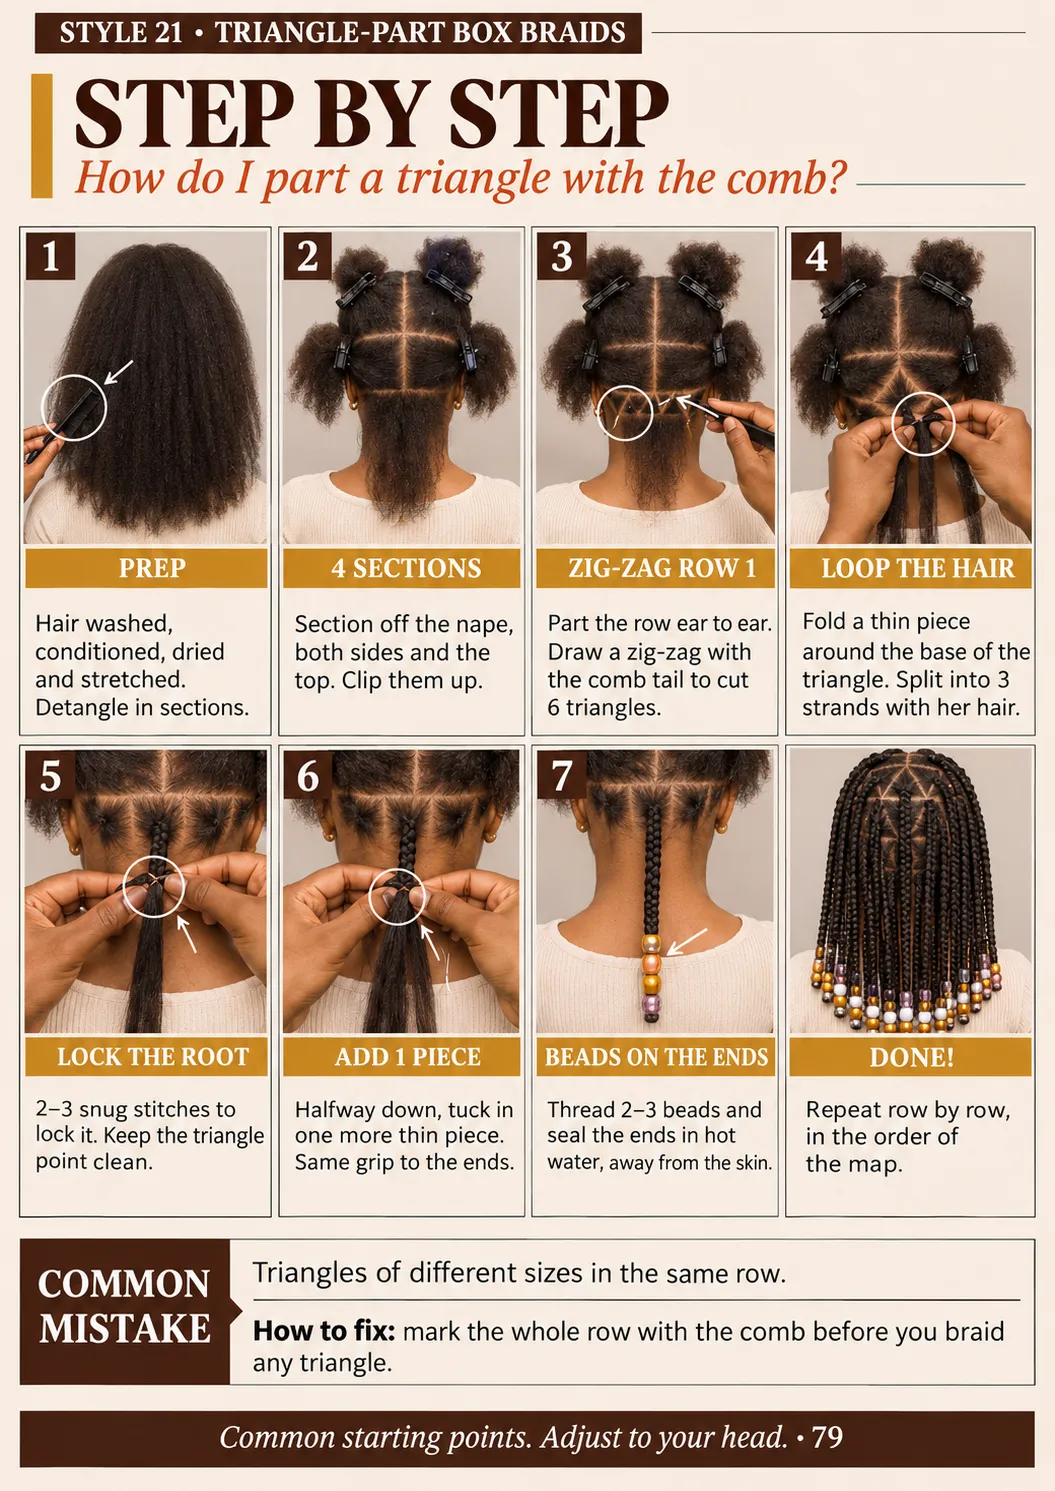 STYLE 21 • TRIANGLE-PART BOX BRAIDS
STEP BY STEP
How do I part a triangle with the comb?
1
PREP
Hair washed,
conditioned, dried
and stretched.
Detangle in sections.
2
4 SECTIONS
Section off the nape,
both sides and the
top. Clip them up.
3
ZIG-ZAG ROW 1
Part the row ear to ear.
Draw a zig-zag with
the comb tail to cut
6 triangles.
4
LOOP THE HAIR
Fold a thin piece
around the base of the
triangle. Split into 3
strands with her hair.
5
LOCK THE ROOT
2–3 snug stitches to
lock it. Keep the triangle
point clean.
6
ADD 1 PIECE
Halfway down, tuck in
one more thin piece.
Same grip to the ends.
7
BEADS ON THE ENDS
Thread 2–3 beads and
seal the ends in hot
water, away from the skin.
DONE!
Repeat row by row,
in the order of
the map.
COMMON
MISTAKE
Triangles of different sizes in the same row.
How to fix: mark the whole row with the comb before you braid
any triangle.
Common starting points. Adjust to your head. • 79